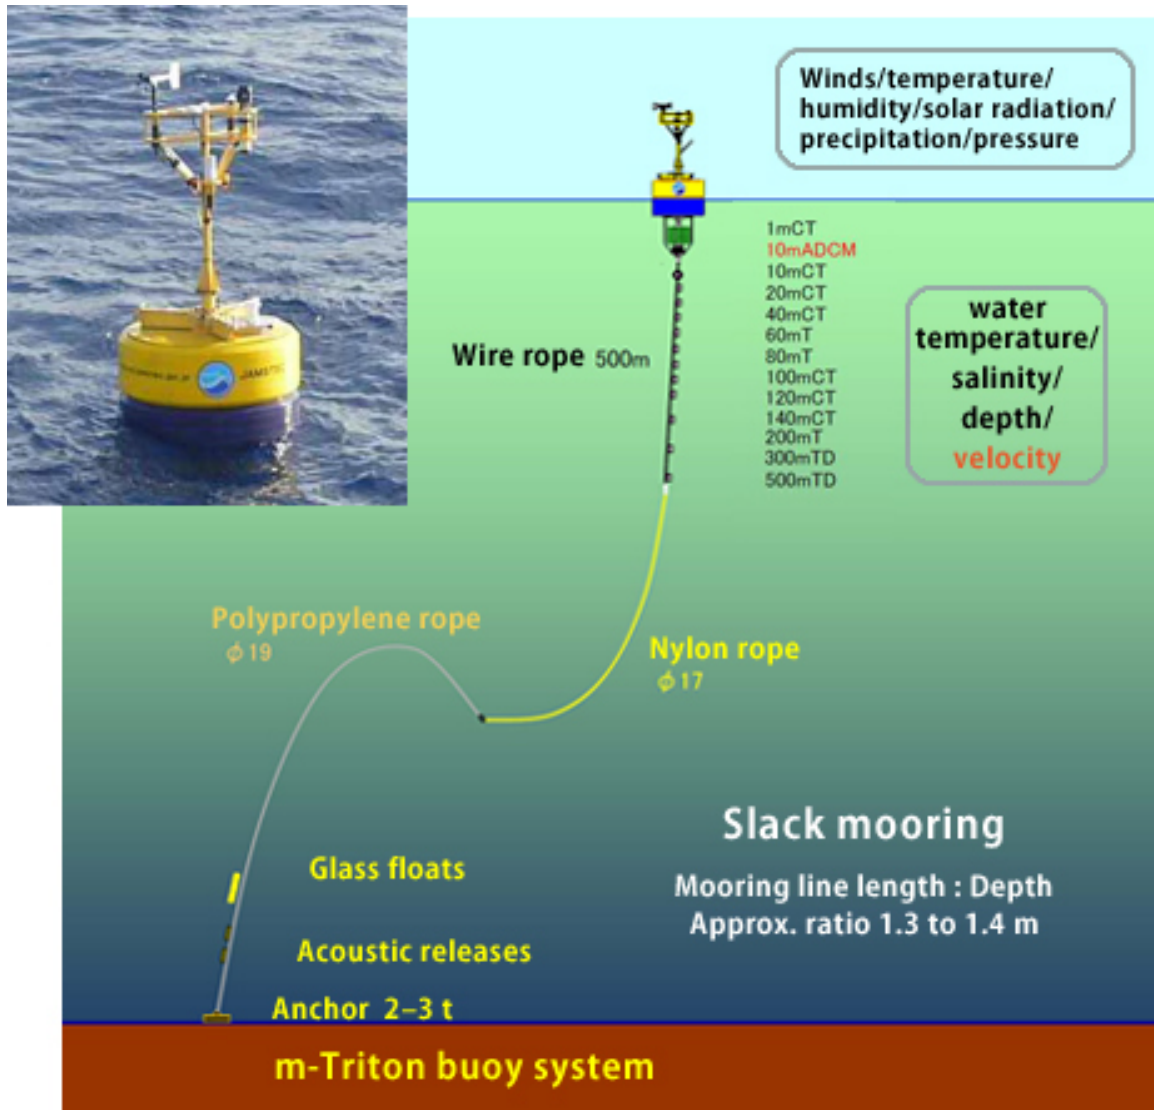 JAMSTEC
Winds/temperature/
humidity/solar radiation/
precipitation/pressure
1mCT
10mADCM
10mCT
20mCT
40mCT
60mT
80mT
100mCT
120mCT
140mCT
200mT
300mTD
500mTD
water
temperature/
salinity/
depth/
velocity
Wire rope 500m
Polypropylene rope
ϕ19
Nylon rope
ϕ17
Slack mooring
Mooring line length : Depth
Approx. ratio 1.3 to 1.4 m
Glass floats
Acoustic releases
Anchor 2–3 t
m-Triton buoy system